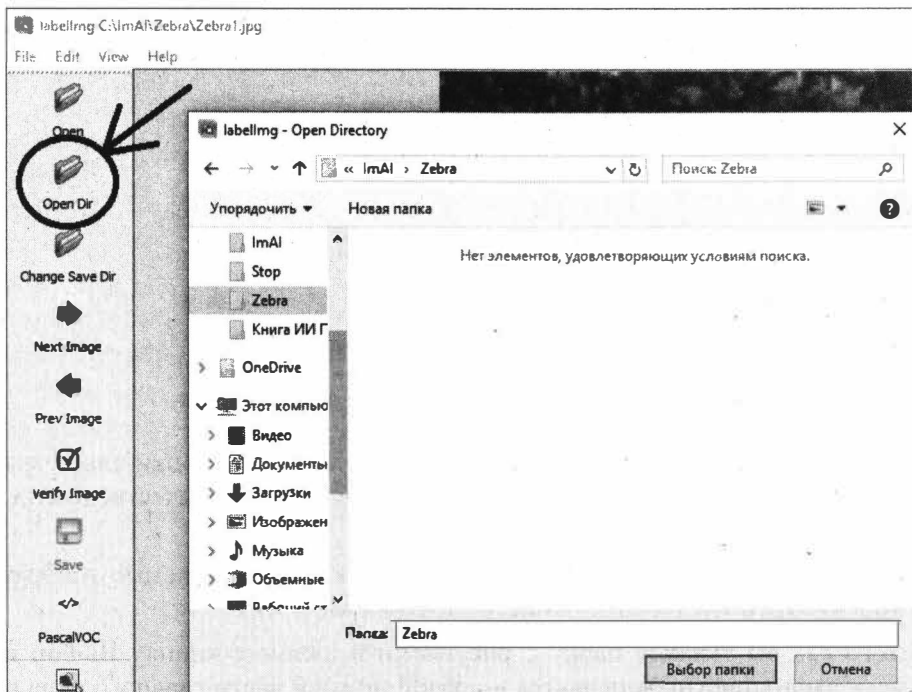 labelImg C:\ImAI\Zebra\Zebra1.jpg
File Edit View Help
Open
Open Dir
Change Save Dir
Next Image
Prev Image
Verify Image
Save
</>
PascalVOC
labelImg - Open Directory
« ImAI › Zebra
Поиск: Zebra
Упорядочить
Новая папка
ImAI
Stop
Zebra
Книга ИИ Г
OneDrive
Этот компью
Видео
Документы
Загрузки
Изображен
Музыка
Объемные
Рабочий ст
Нет элементов, удовлетворяющих условиям поиска.
Папка: Zebra
Выбор папки
Отмена